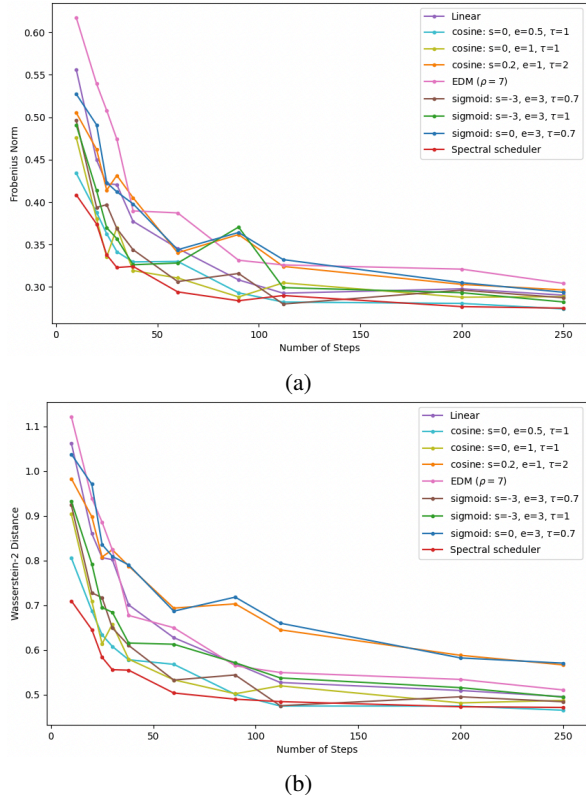 0.60
0.55
0.50
0.45
0.40
0.35
0.30
Frobenius Norm
Linear
cosine: s=0, e=0.5, τ=1
cosine: s=0, e=1, τ=1
cosine: s=0.2, e=1, τ=2
EDM (ρ = 7)
sigmoid: s=-3, e=3, τ=0.7
sigmoid: s=-3, e=3, τ=1
sigmoid: s=0, e=3, τ=0.7
Spectral scheduler
0 50 100 150 200 250
Number of Steps
(a)
1.1
1.0
0.9
0.8
0.7
0.6
0.5
Wasserstein-2 Distance
Linear
cosine: s=0, e=0.5, τ=1
cosine: s=0, e=1, τ=1
cosine: s=0.2, e=1, τ=2
EDM (ρ = 7)
sigmoid: s=-3, e=3, τ=0.7
sigmoid: s=-3, e=3, τ=1
sigmoid: s=0, e=3, τ=0.7
Spectral scheduler
0 50 100 150 200 250
Number of Steps
(b)